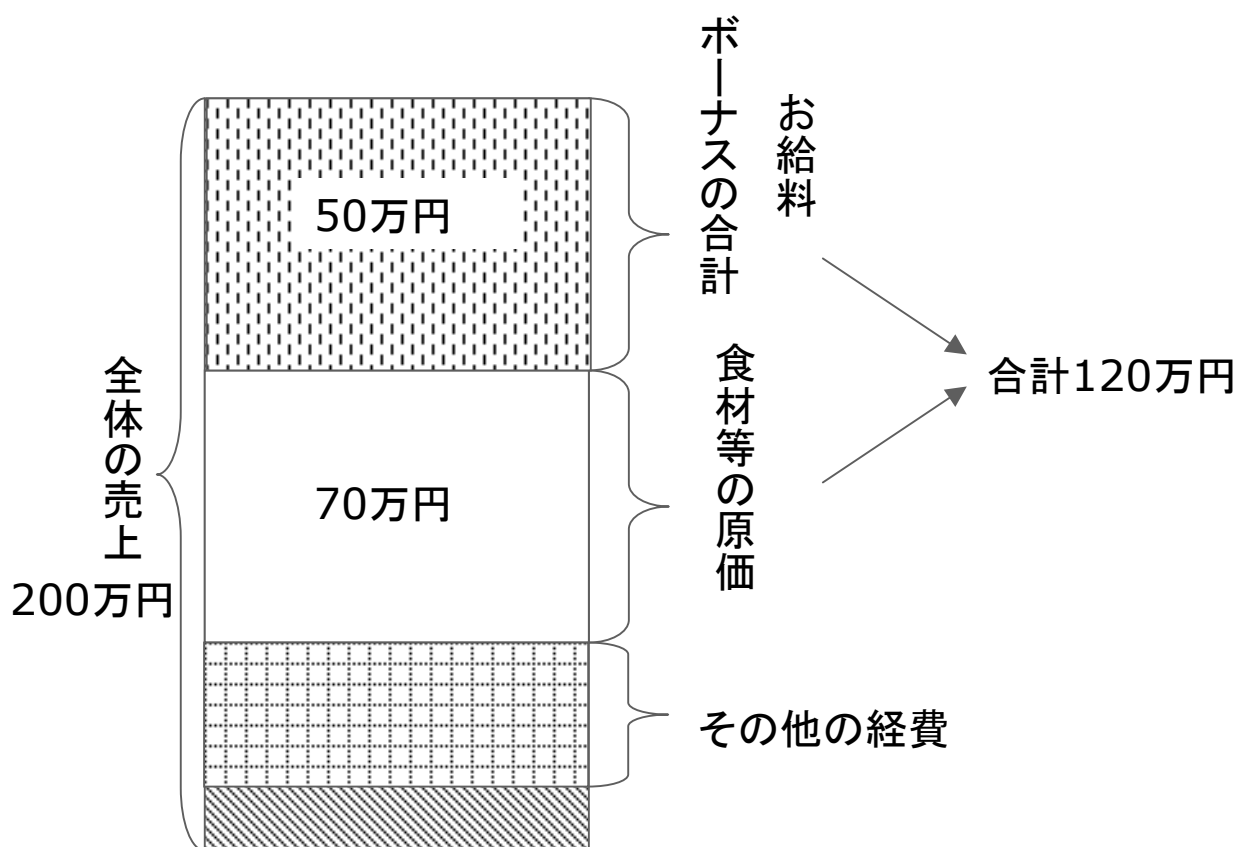 お給料
ボーナスの合計
50万円
全体の売上
200万円
70万円
食材等の原価
合計120万円
その他の経費